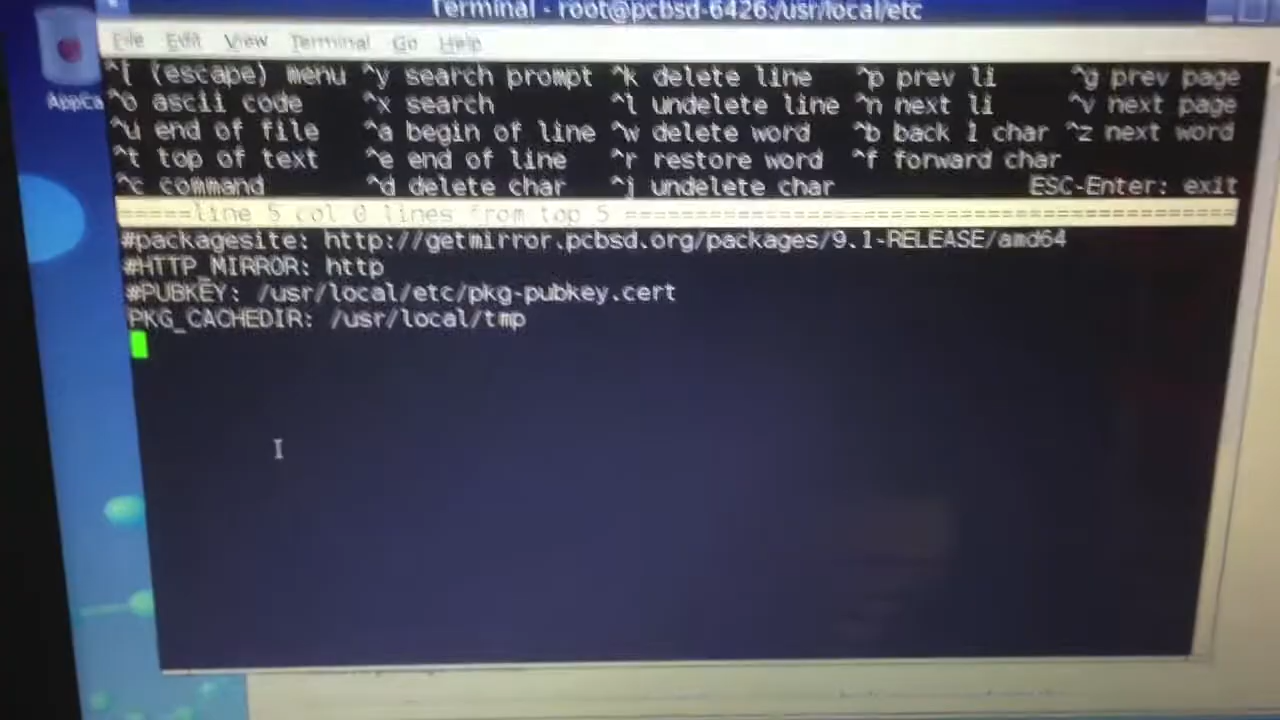 Terminal - root@pcbsd-6426:/usr/local/etc
File Edit View Terminal Go Help
^[ (escape) menu ^y search prompt ^k delete line ^p prev li ^g prev page
^o ascii code ^x search ^l undelete line ^n next li ^v next page
^u end of file ^a begin of line ^w delete word ^b back 1 char ^z next word
^t top of text ^e end of line ^r restore word ^f forward char
^c command ^d delete char ^j undelete char ESC-Enter: exit
=====line 5 col 0 lines from top 5 ============================================
#packagesite: http://getmirror.pcbsd.org/packages/9.1-RELEASE/amd64
#HTTP_MIRROR: http
#PUBKEY: /usr/local/etc/pkg-pubkey.cert
PKG_CACHEDIR: /usr/local/tmp
AppCa